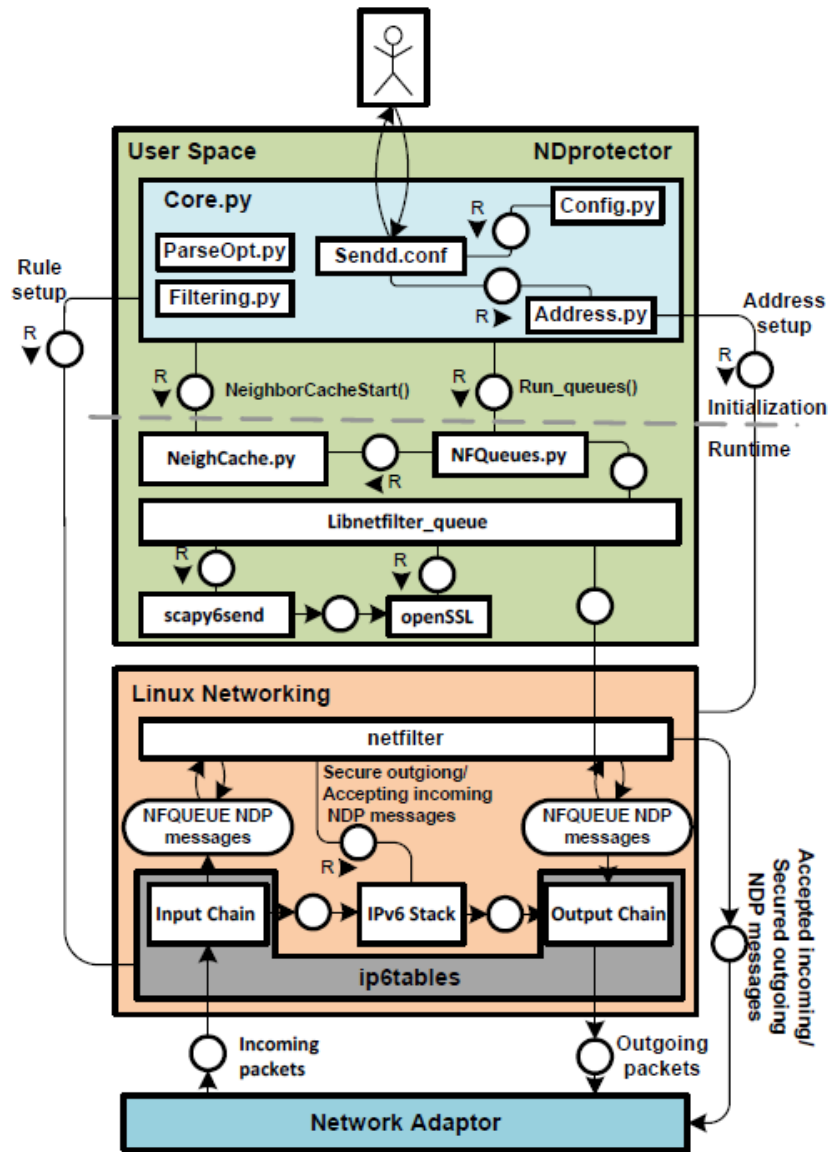 User Space
NDprotector
Core.py
R
Config.py
ParseOpt.py
Sendd.conf
Rule
setup
Filtering.py
R
Address.py
Address
setup
R
R
NeighborCacheStart()
R
Run_queues()
R
Initialization
Runtime
NeighCache.py
R
NFQueues.py
Libnetfilter_queue
R
R
scapy6send
openSSL
Linux Networking
netfilter
Secure outgiong/
Accepting incoming
NDP messages
NFQUEUE NDP
messages
NFQUEUE NDP
messages
R
Input Chain
IPv6 Stack
Output Chain
ip6tables
Accepted incoming/
Secured outgoing
NDP messages
Incoming
packets
Outgoing
packets
Network Adaptor